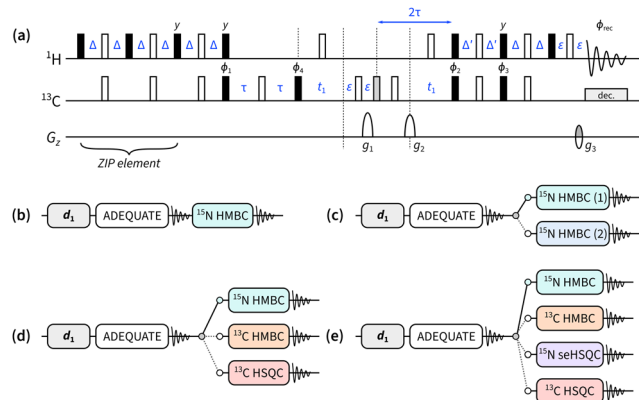 (a)
y y 2τ y ϕrec
¹H Δ Δ Δ Δ Δ Δ Δ' Δ' ε ε
ϕ₁ ϕ₄ ϕ₂ ϕ₃
¹³C τ τ t₁ ε ε t₁ dec.
Gz g₁ g₂ g₃
ZIP element
(b) d₁ ADEQUATE ¹⁵N HMBC
(c) d₁ ADEQUATE ¹⁵N HMBC (1)
¹⁵N HMBC (2)
(d) d₁ ADEQUATE ¹⁵N HMBC
¹³C HMBC
¹³C HSQC
(e) d₁ ADEQUATE ¹⁵N HMBC
¹³C HMBC
¹⁵N seHSQC
¹³C HSQC